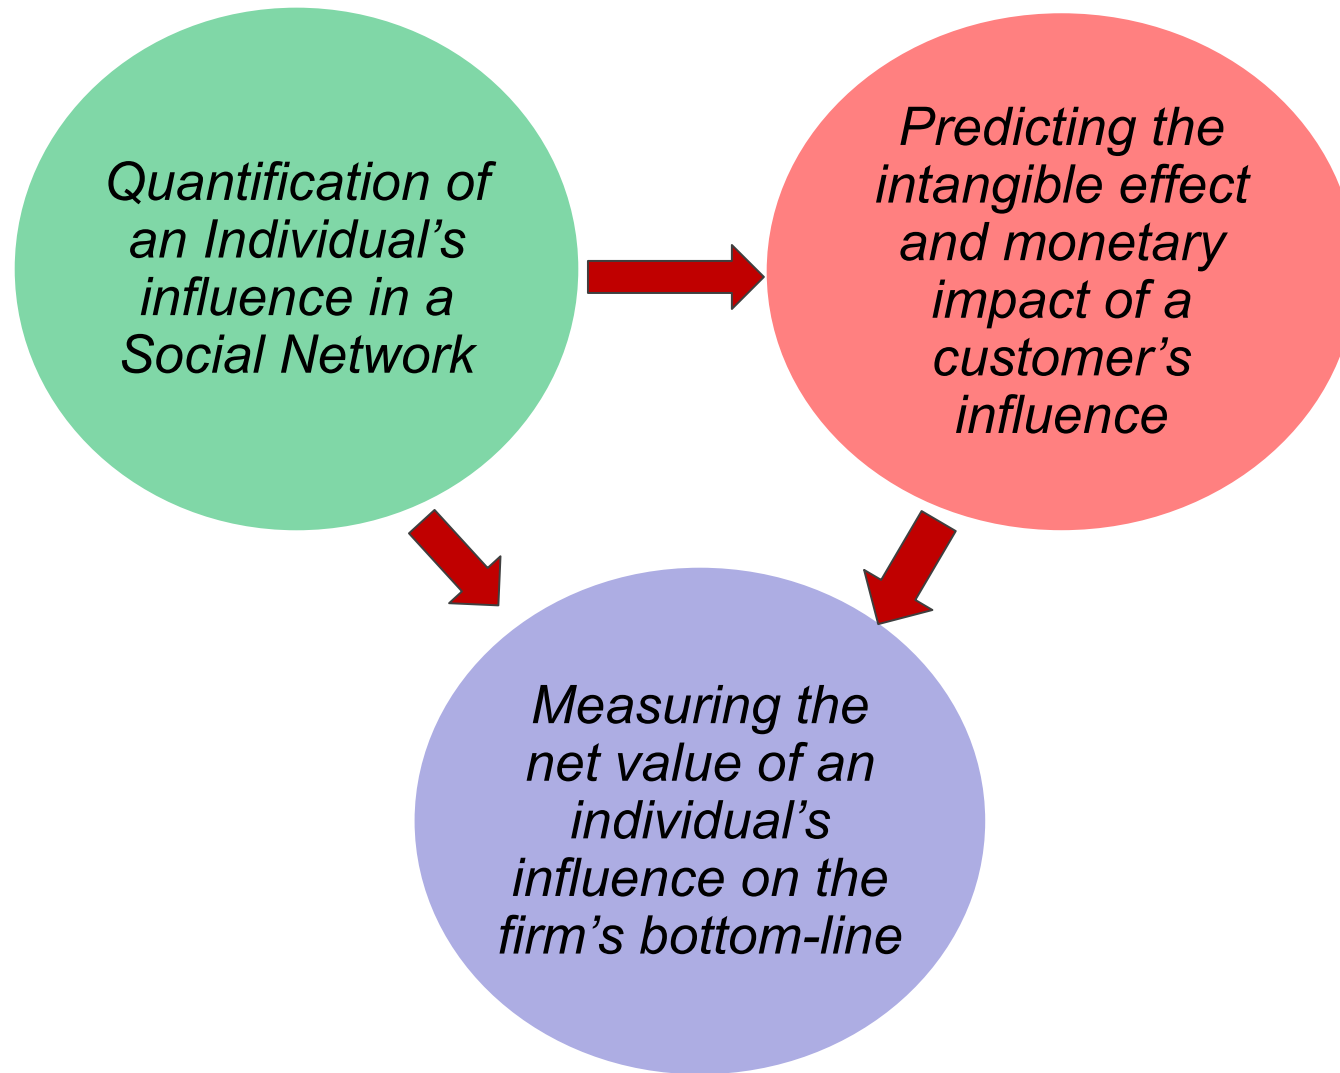 Quantification of
an Individual’s
influence in a
Social Network
Predicting the
intangible effect
and monetary
impact of a
customer’s
influence
Measuring the
net value of an
individual’s
influence on the
firm’s bottom-line